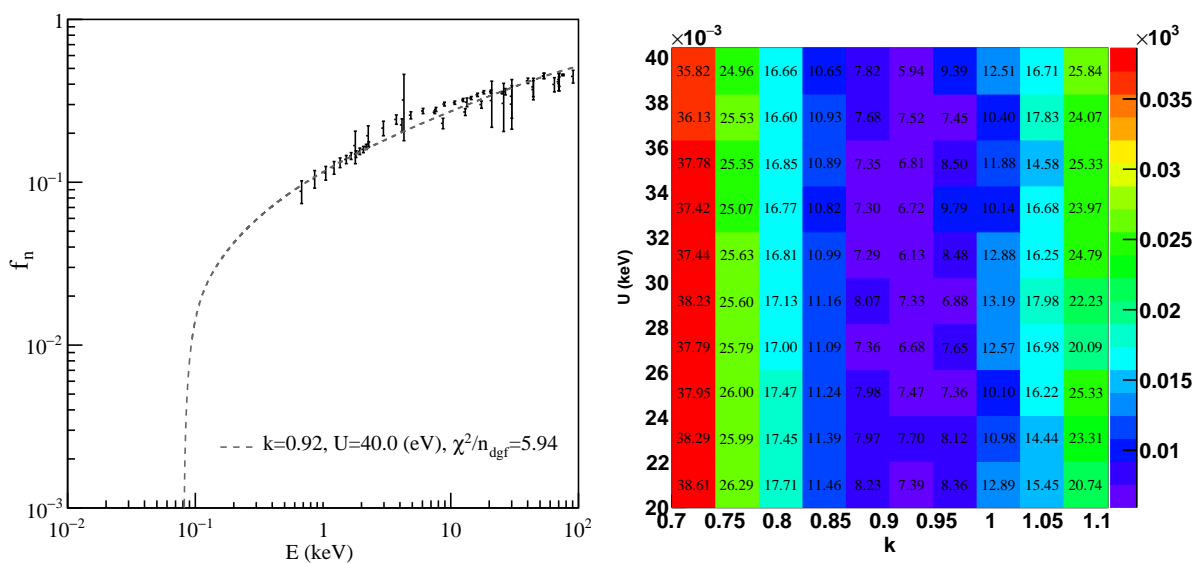 1
10⁻¹
10⁻²
10⁻³
fₙ
k=0.92, U=40.0 (eV), χ²/n_dgf=5.94
10⁻² 10⁻¹ 1 10 10²
E (keV)
×10⁻³ ×10³
40 35.82 24.96 16.66 10.65 7.82 5.94 9.39 12.51 16.71 25.84
38 36.13 25.53 16.60 10.93 7.68 7.52 7.45 10.40 17.83 24.07 0.035
36 37.78 25.35 16.85 10.89 7.35 6.81 8.50 11.88 14.58 25.33 0.03
34 37.42 25.07 16.77 10.82 7.30 6.72 9.79 10.14 16.68 23.97
32 37.44 25.63 16.81 10.99 7.29 6.13 8.48 12.88 16.25 24.79 0.025
30 38.23 25.60 17.13 11.16 8.07 7.33 6.88 13.19 17.98 22.23 0.02
28 37.79 25.79 17.00 11.09 7.36 6.68 7.65 12.57 16.98 20.09
26 37.95 26.00 17.47 11.24 7.98 7.47 7.36 10.10 16.22 25.33 0.015
24 38.29 25.99 17.45 11.39 7.97 7.70 8.12 10.98 14.44 23.31 0.01
22 38.61 26.29 17.71 11.46 8.23 7.39 8.36 12.89 15.45 20.74
20
U (keV)
0.7 0.75 0.8 0.85 0.9 0.95 1 1.05 1.1
k